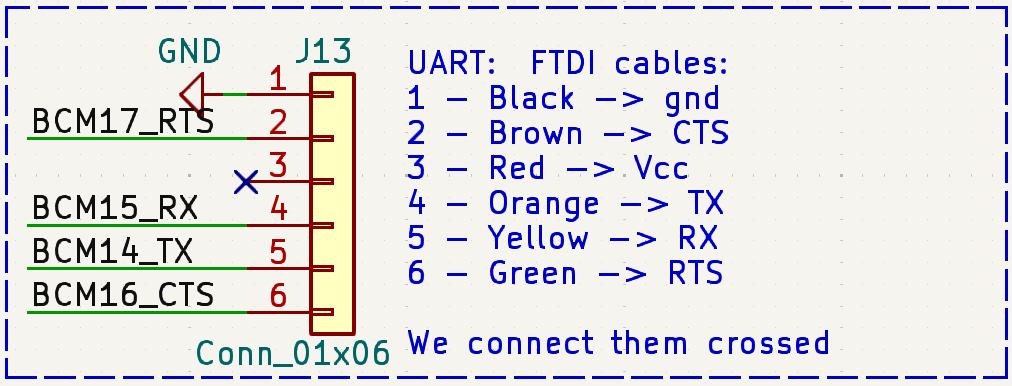 GND
J13
1
BCM17_RTS
2
3
BCM15_RX
4
BCM14_TX
5
BCM16_CTS
6
Conn_01x06
UART:  FTDI cables:
1 – Black –> gnd
2 – Brown –> CTS
3 – Red –> Vcc
4 – Orange –> TX
5 – Yellow –> RX
6 – Green –> RTS
We connect them crossed